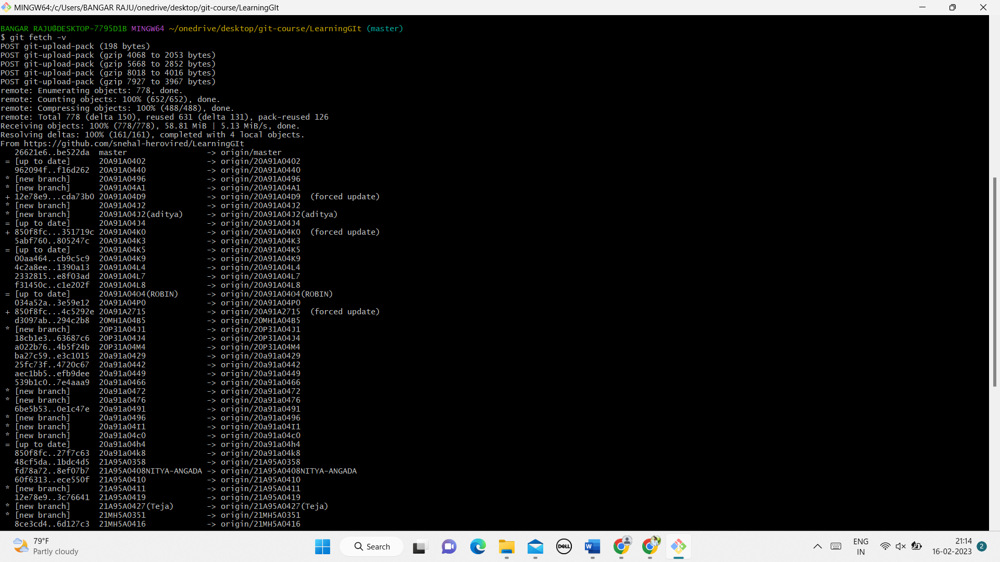 MINGW64:/c/Users/BANGAR RAJU/onedrive/desktop/git-course/LearningGIt
BANGAR RAJU@DESKTOP-7795D1B MINGW64 ~/onedrive/desktop/git-course/LearningGIt (master)
$ git fetch -v
POST git-upload-pack (198 bytes)
POST git-upload-pack (gzip 4068 to 2053 bytes)
POST git-upload-pack (gzip 5668 to 2852 bytes)
POST git-upload-pack (gzip 8018 to 4016 bytes)
POST git-upload-pack (gzip 7927 to 3967 bytes)
remote: Enumerating objects: 778, done.
remote: Counting objects: 100% (652/652), done.
remote: Compressing objects: 100% (488/488), done.
remote: Total 778 (delta 150), reused 631 (delta 131), pack-reused 126
Receiving objects: 100% (778/778), 58.81 MiB | 5.13 MiB/s, done.
Resolving deltas: 100% (161/161), completed with 4 local objects.
From https://github.com/snehal-herovired/LearningGIt
   26621e6..be522da  master                 -> origin/master
 = [up to date]      20A91A0402             -> origin/20A91A0402
   962094f..f16d262  20A91A0440             -> origin/20A91A0440
 * [new branch]      20A91A0496             -> origin/20A91A0496
 * [new branch]      20A91A04A1             -> origin/20A91A04A1
 + 12e78e9...cda73b0 20A91A04D9             -> origin/20A91A04D9  (forced update)
 * [new branch]      20A91A04J2             -> origin/20A91A04J2
 * [new branch]      20A91A04J2(aditya)     -> origin/20A91A04J2(aditya)
 = [up to date]      20A91A04J4             -> origin/20A91A04J4
 + 850f8fc...351719c 20A91A04K0             -> origin/20A91A04K0  (forced update)
   5abf760..805247c  20A91A04K3             -> origin/20A91A04K3
 = [up to date]      20A91A04K5             -> origin/20A91A04K5
   00aa464..cb9c5c9  20A91A04K9             -> origin/20A91A04K9
   4c2a8ee..1390a13  20A91A04L4             -> origin/20A91A04L4
   2332815..e8f03ad  20A91A04L7             -> origin/20A91A04L7
   f31450c..c1e202f  20A91A04L8             -> origin/20A91A04L8
 = [up to date]      20A91A04O4(ROBIN)      -> origin/20A91A04O4(ROBIN)
   034a52a..3e59e12  20A91A04P0             -> origin/20A91A04P0
 + 850f8fc...4c5292e 20A91A2715             -> origin/20A91A2715  (forced update)
   d3097ab..294c2b8  20MH1A04B5             -> origin/20MH1A04B5
 * [new branch]      20P31A04J1             -> origin/20P31A04J1
   18cb1e3..63687c6  20P31A04J4             -> origin/20P31A04J4
   a022b76..4b5f24b  20P31A04M4             -> origin/20P31A04M4
   ba27c59..e3c1015  20a91a0429             -> origin/20a91a0429
   25fc73f..4720c67  20a91a0442             -> origin/20a91a0442
   aec1bb5..efb9dee  20a91a0449             -> origin/20a91a0449
   539b1c0..7e4aaa9  20a91a0466             -> origin/20a91a0466
 * [new branch]      20a91a0472             -> origin/20a91a0472
 * [new branch]      20a91a0476             -> origin/20a91a0476
   6be5b53..0e1c47e  20a91a0491             -> origin/20a91a0491
 * [new branch]      20a91a0496             -> origin/20a91a0496
 * [new branch]      20a91a04I1             -> origin/20a91a04I1
 * [new branch]      20a91a04c0             -> origin/20a91a04c0
 = [up to date]      20a91a04h4             -> origin/20a91a04h4
   850f8fc..27f7c63  20a91a04k8             -> origin/20a91a04k8
   48cf5da..1bdc4d5  21A95A0358             -> origin/21A95A0358
   fd78a72..8ef07b7  21A95A0408NITYA-ANGADA -> origin/21A95A0408NITYA-ANGADA
   60f6313..ece550f  21A95A0410             -> origin/21A95A0410
 * [new branch]      21A95A0411             -> origin/21A95A0411
   12e78e9..3c76641  21A95A0419             -> origin/21A95A0419
 * [new branch]      21A95A0427(Teja)       -> origin/21A95A0427(Teja)
 * [new branch]      21MH5A0351             -> origin/21MH5A0351
   8ce3cd4..6d127c3  21MH5A0416             -> origin/21MH5A0416
79°F
Partly cloudy
Search
DELL
W
ENG
IN
21:14
16-02-2023
2